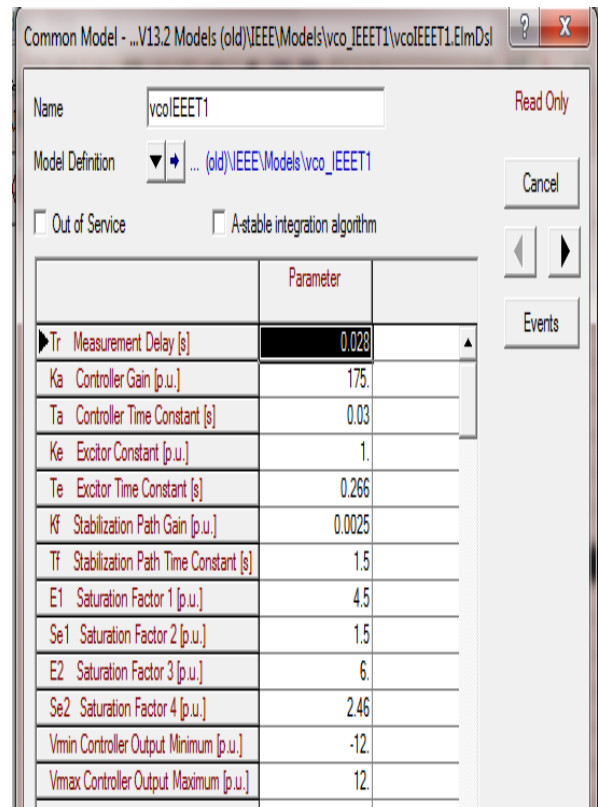 Common Model - ...V13.2 Models (old)\IEEE\Models\vco_IEEET1\vcoIEEET1.ElmDsl ? X
Name vcoIEEET1 Read Only
Model Definition ... (old)\IEEE\Models\vco_IEEET1
Cancel
Out of Service A-stable integration algorithm
Parameter
Events
Tr Measurement Delay [s] 0.028
Ka Controller Gain [p.u.] 175.
Ta Controller Time Constant [s] 0.03
Ke Excitor Constant [p.u.] 1.
Te Excitor Time Constant [s] 0.266
Kf Stabilization Path Gain [p.u.] 0.0025
Tf Stabilization Path Time Constant [s] 1.5
E1 Saturation Factor 1 [p.u.] 4.5
Se1 Saturation Factor 2 [p.u.] 1.5
E2 Saturation Factor 3 [p.u.] 6.
Se2 Saturation Factor 4 [p.u.] 2.46
Vrmin Controller Output Minimum [p.u.] -12.
Vrmax Controller Output Maximum [p.u.] 12.